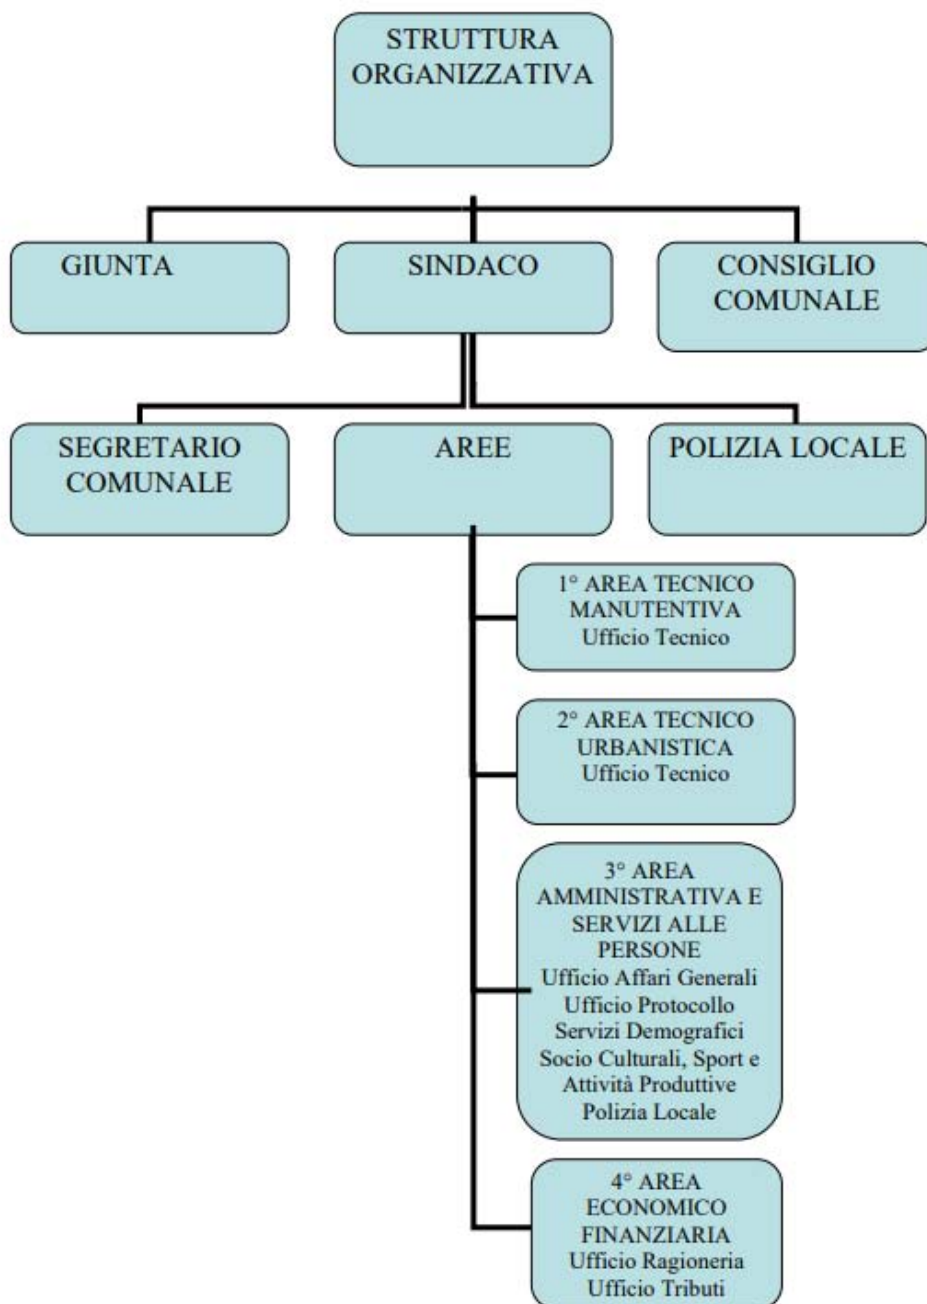 STRUTTURA
ORGANIZZATIVA
GIUNTA
SINDACO
CONSIGLIO
COMUNALE
SEGRETARIO
COMUNALE
AREE
POLIZIA LOCALE
1° AREA TECNICO
MANUTENTIVA
Ufficio Tecnico
2° AREA TECNICO
URBANISTICA
Ufficio Tecnico
3° AREA
AMMINISTRATIVA E
SERVIZI ALLE
PERSONE
Ufficio Affari Generali
Ufficio Protocollo
Servizi Demografici
Socio Culturali, Sport e
Attività Produttive
Polizia Locale
4° AREA
ECONOMICO
FINANZIARIA
Ufficio Ragioneria
Ufficio Tributi